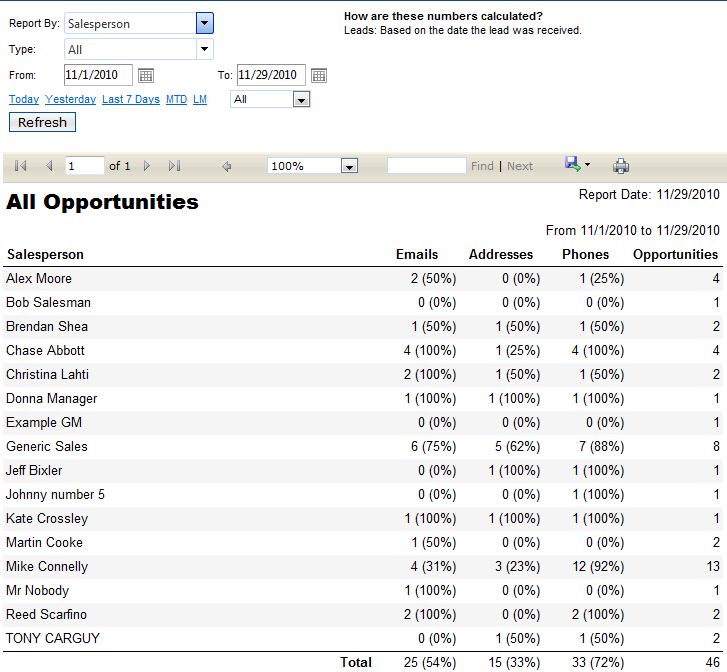 Report By: Salesperson
How are these numbers calculated?
Leads: Based on the date the lead was received.
Type: All
From: 11/1/2010 To: 11/29/2010
Today Yesterday Last 7 Days MTD LM All
Refresh
1 of 1 100% Find | Next
All Opportunities
Report Date: 11/29/2010
From 11/1/2010 to 11/29/2010
Salesperson Emails Addresses Phones Opportunities
Alex Moore 2 (50%) 0 (0%) 1 (25%) 4
Bob Salesman 0 (0%) 0 (0%) 0 (0%) 1
Brendan Shea 1 (50%) 1 (50%) 1 (50%) 2
Chase Abbott 4 (100%) 1 (25%) 4 (100%) 4
Christina Lahti 2 (100%) 1 (50%) 1 (50%) 2
Donna Manager 1 (100%) 1 (100%) 1 (100%) 1
Example GM 0 (0%) 0 (0%) 0 (0%) 1
Generic Sales 6 (75%) 5 (62%) 7 (88%) 8
Jeff Bixler 0 (0%) 1 (100%) 1 (100%) 1
Johnny number 5 0 (0%) 0 (0%) 1 (100%) 1
Kate Crossley 1 (100%) 1 (100%) 1 (100%) 1
Martin Cooke 1 (50%) 0 (0%) 0 (0%) 2
Mike Connelly 4 (31%) 3 (23%) 12 (92%) 13
Mr Nobody 1 (100%) 0 (0%) 0 (0%) 1
Reed Scarfino 2 (100%) 0 (0%) 2 (100%) 2
TONY CARGUY 0 (0%) 1 (50%) 1 (50%) 2
Total 25 (54%) 15 (33%) 33 (72%) 46